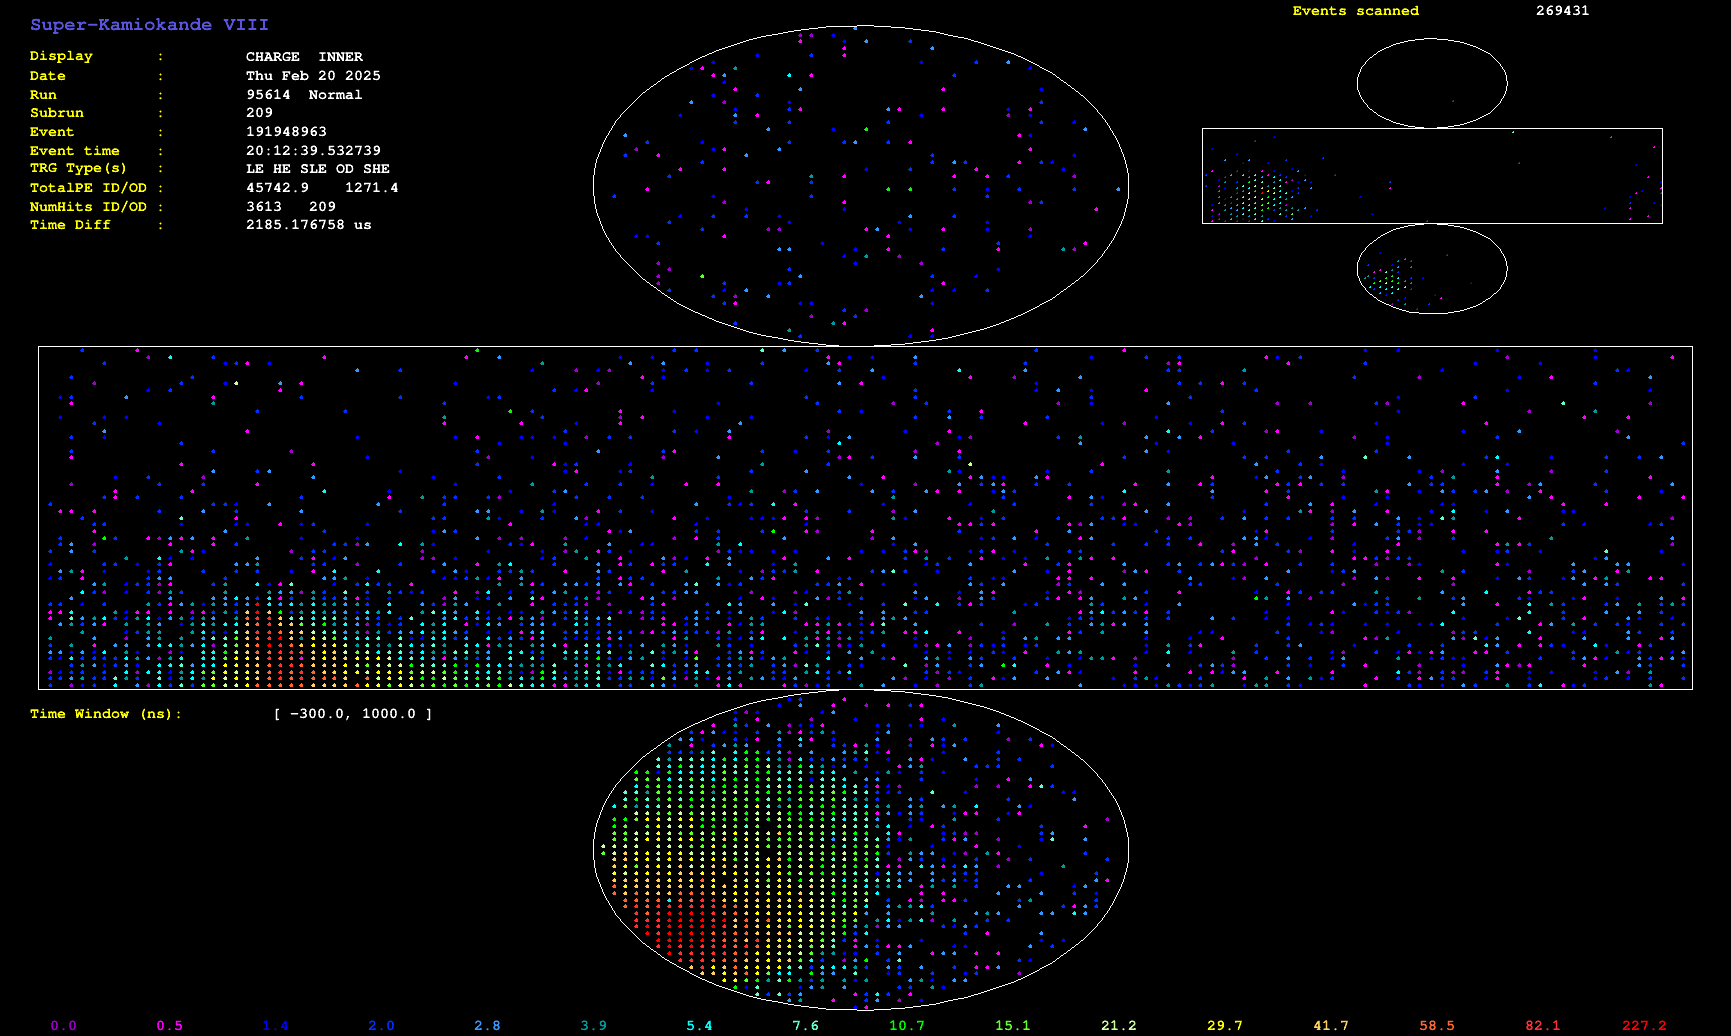 Super-Kamiokande VIII
Display : CHARGE INNER
Date : Thu Feb 20 2025
Run : 95614 Normal
Subrun : 209
Event : 191948963
Event time : 20:12:39.532739
TRG Type(s) : LE HE SLE OD SHE
TotalPE ID/OD : 45742.9 1271.4
NumHits ID/OD : 3613 209
Time Diff : 2185.176758 us
Events scanned 269431
Time Window (ns): [ -300.0, 1000.0 ]
0.0 0.5 1.4 2.0 2.8 3.9 5.4 7.6 10.7 15.1 21.2 29.7 41.7 58.5 82.1 227.2